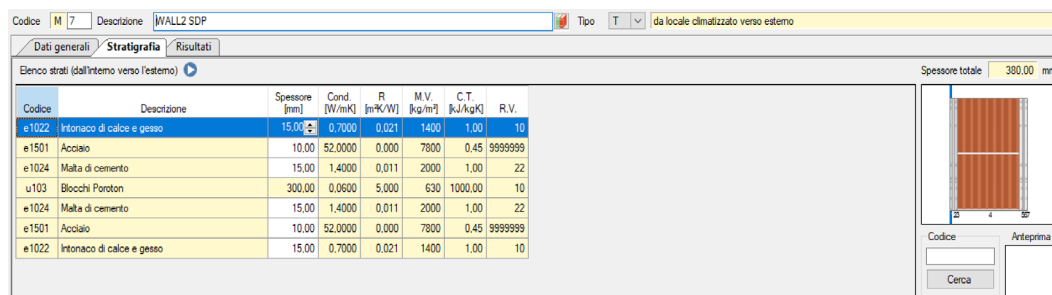 Codice M 7 Descrizione WALL2 SDP Tipo T da locale climatizzato verso esterno
Dati generali Stratigrafia Risultati
Elenco strati (dall'interno verso l'esterno) Spessore totale 380,00 mm
Codice Descrizione Spessore [mm] Cond. [W/mK] R [m²K/W] M.V. [kg/m³] C.T. [kJ/kgK] R.V.
e1022 Intonaco di calce e gesso 15,00 0,7000 0,021 1400 1,00 10
e1501 Acciaio 10,00 52,0000 0,000 7800 0,45 9999999
e1024 Malta di cemento 15,00 1,4000 0,011 2000 1,00 22
u103 Blocchi Poroton 300,00 0,0600 5,000 630 1000,00 10
e1024 Malta di cemento 15,00 1,4000 0,011 2000 1,00 22
e1501 Acciaio 10,00 52,0000 0,000 7800 0,45 9999999
e1022 Intonaco di calce e gesso 15,00 0,7000 0,021 1400 1,00 10
4
Codice Anteprima
Cerca